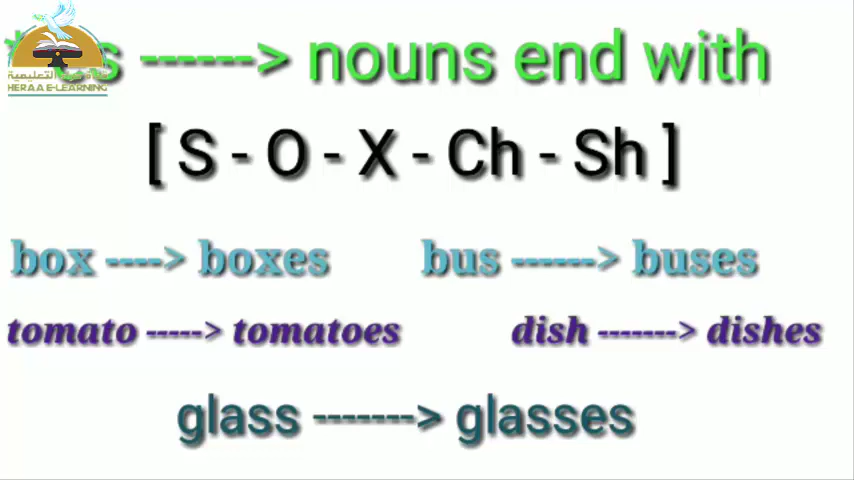 ------> nouns end with
[ S - O - X - Ch - Sh ]
box ----> boxes bus ------> buses
tomato -----> tomatoes dish -------> dishes
glass -------> glasses
HERAA E-LEARNING